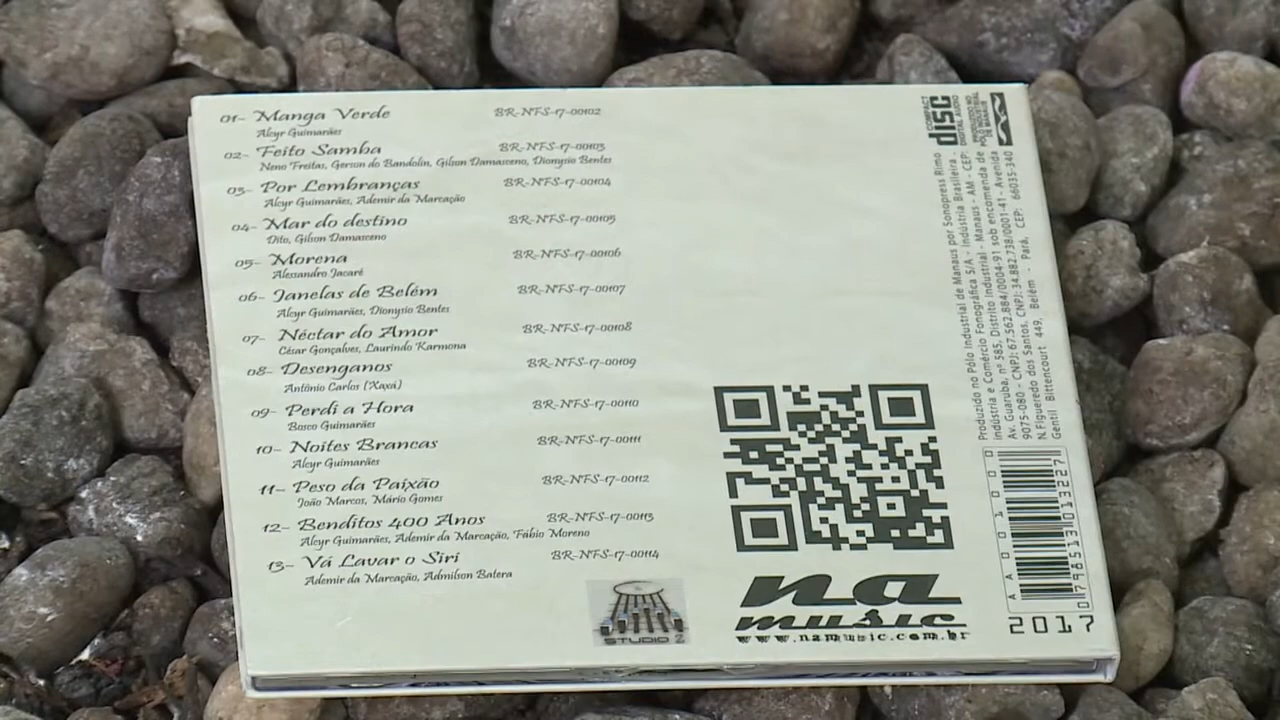 01- Manga Verde BR-NFS-17-00102
Alcyr Guimarães
02- Feito Samba BR-NFS-17-00103
Neno Freitas, Gerson do Bandolin, Gilson Damasceno, Dionysio Bentes
03- Por Lembranças BR-NFS-17-00104
Alcyr Guimarães, Ademir da Marcação
04- Mar do destino BR-NFS-17-00105
Dito, Gilson Damasceno
05- Morena BR-NFS-17-00106
Alessandro Jacaré
06- Janelas de Belém BR-NFS-17-00107
Alcyr Guimarães, Dionysio Bentes
07- Néctar do Amor BR-NFS-17-00108
César Gonçalves, Laurindo Karmona
08- Desenganos BR-NFS-17-00109
Antônio Carlos (Xaxá)
09- Perdi a Hora BR-NFS-17-00110
Bosco Guimarães
10- Noites Brancas BR-NFS-17-00111
Alcyr Guimarães
11- Peso da Paixão BR-NFS-17-00112
João Marcos, Mário Gomes
12- Benditos 400 Anos BR-NFS-17-00113
Alcyr Guimarães, Ademir da Marcação, Fábio Moreno
13- Vá Lavar o Siri BR-NFS-17-00114
Ademir da Marcação, Admilson Batera
STUDIO 2
na
music
www.namusic.com.br
COMPACT
disc
DIGITAL AUDIO
PRODUZIDO NO
PÓLO INDUSTRIAL
DE MANAUS
Produzido no Pólo Industrial de Manaus por Sonopress Rimo
indústria e Comércio Fonográfica S/A - Indústria Brasileira -
Av. Guaruba, nº 585, Distrito Industrial - Manaus - AM - CEP:
9075-080 - CNPJ: 67.562.884/0004-91 sob encomenda de
N.Figueredo dos Santos, CNPJ: 34.882.738/0001-41- Avenida
Gentil Bittencourt 449, Belém - Pará, CEP: 66035-340
AA0001000
0798513013227
2017